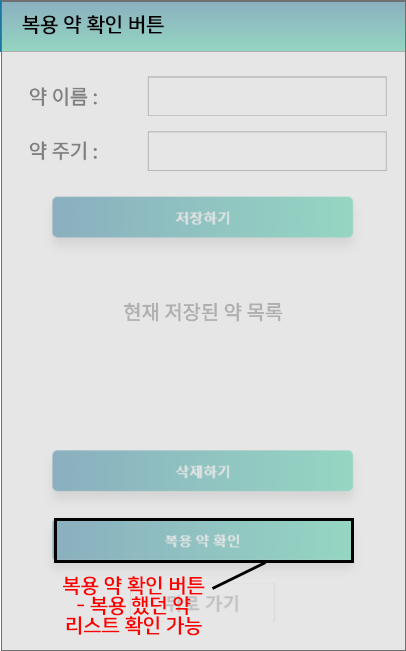 복용 약 확인 버튼
약 이름 :
약 주기 :
저장하기
현재 저장된 약 목록
삭제하기
복용 약 확인
복용 약 확인 버튼
- 복용 했던 약
리스트 확인 가능
가기